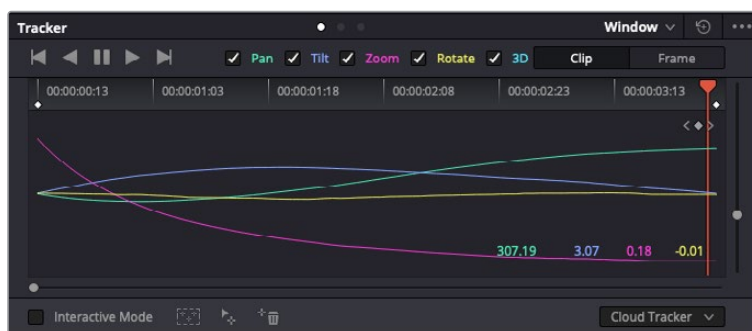 Tracker Window
Pan Tilt Zoom Rotate 3D Clip Frame
00:00:00:13 00:00:01:03 00:00:01:18 00:00:02:08 00:00:02:23 00:00:03:13
307.19 3.07 0.18 -0.01
Interactive Mode Cloud Tracker